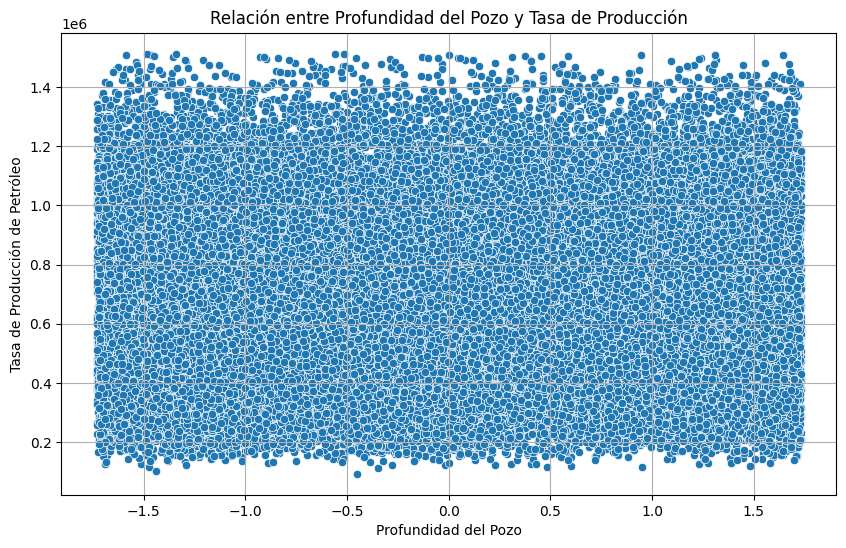 Relación entre Profundidad del Pozo y Tasa de Producción
1e6
1.4
1.2
1.0
0.8
0.6
0.4
0.2
Tasa de Producción de Petróleo
−1.5 −1.0 −0.5 0.0 0.5 1.0 1.5
Profundidad del Pozo